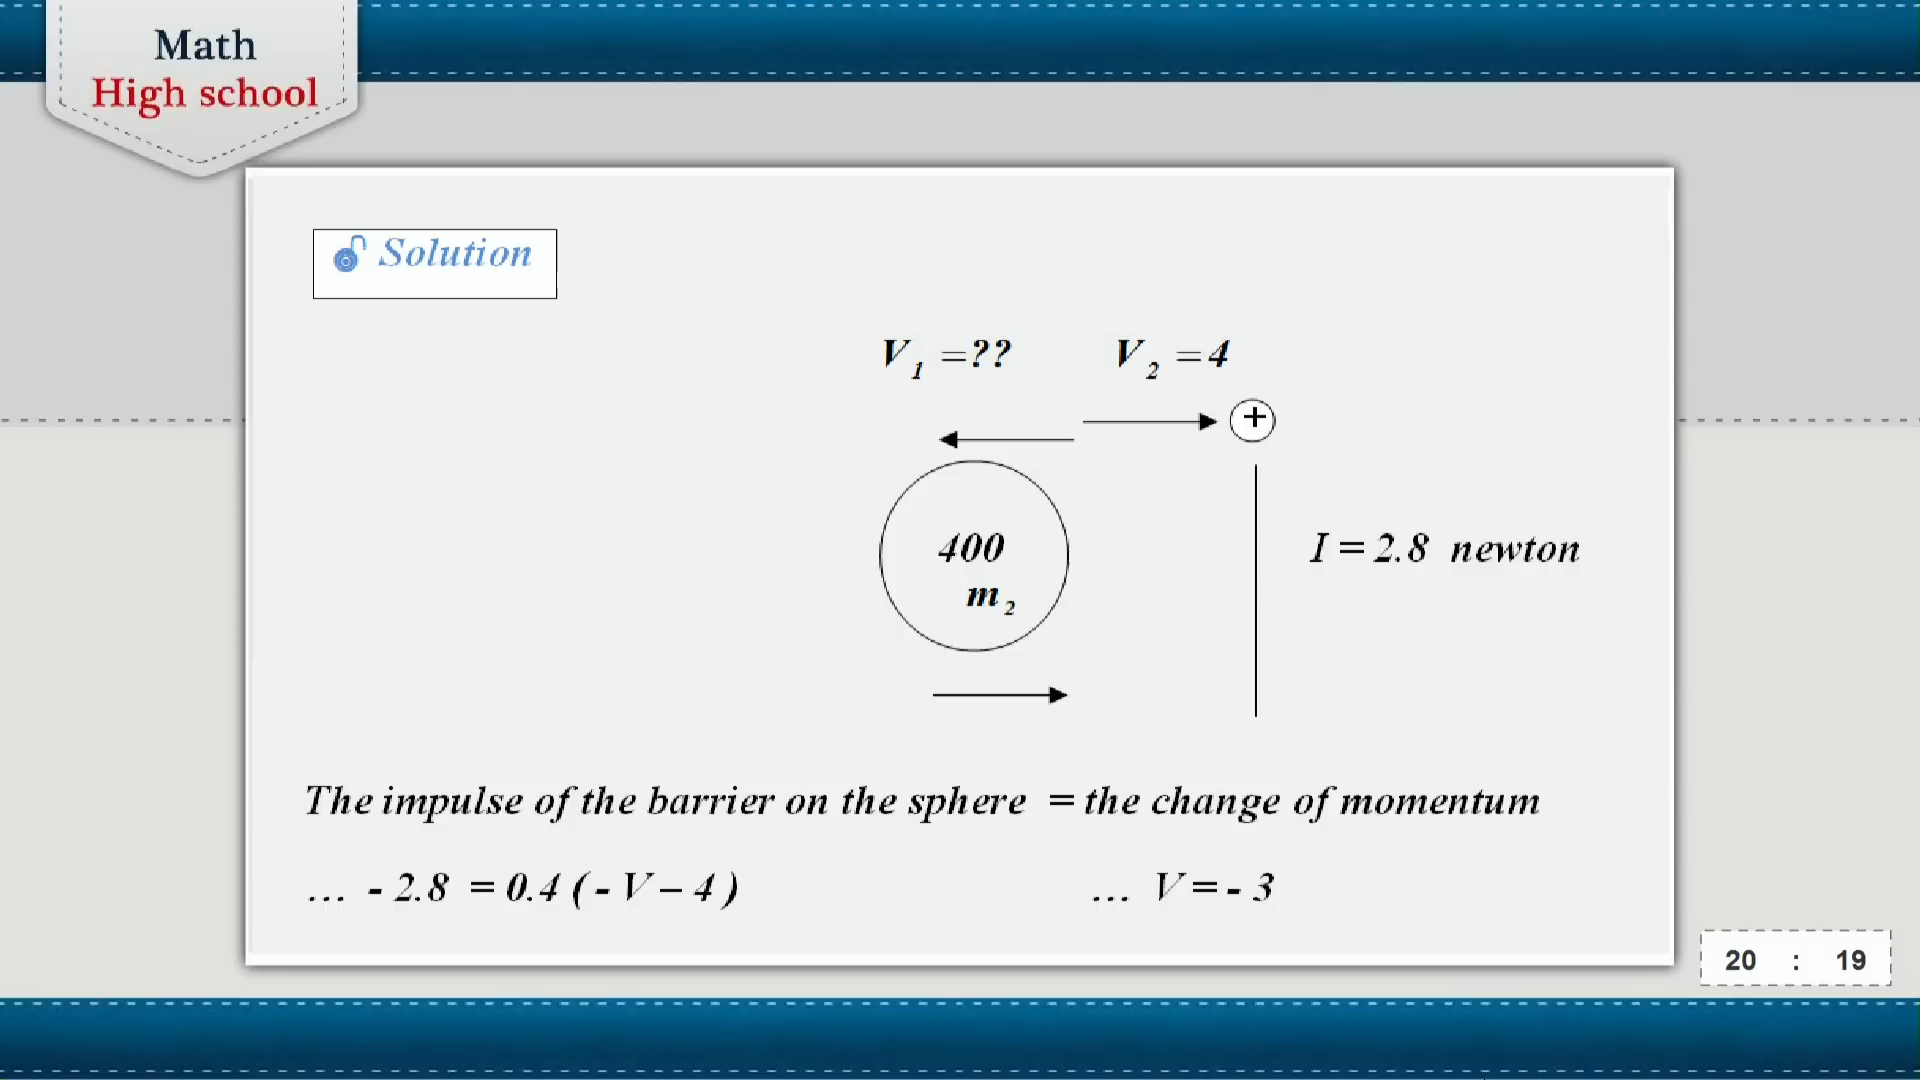 Math
High school
Solution
V1 =?? V2 =4
+
400
m2
I = 2.8 newton
The impulse of the barrier on the sphere = the change of momentum
... - 2.8 = 0.4 ( - V – 4 ) ... V = - 3
20 : 19